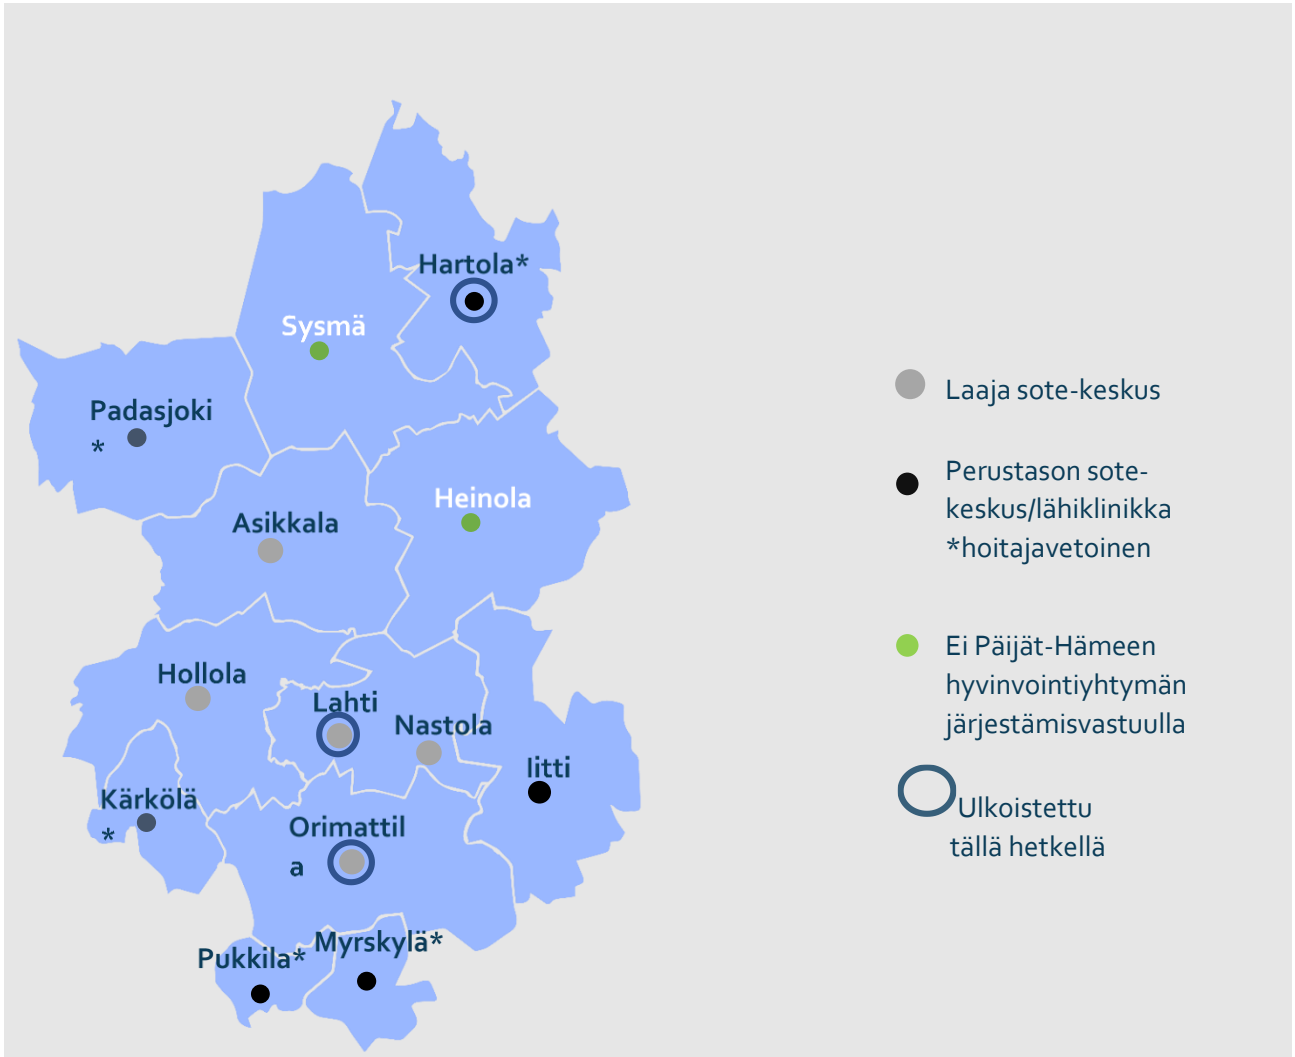 Hartola*
Sysmä
Padasjoki
*
Heinola
Asikkala
Hollola
Lahti
Nastola
Iitti
Kärkölä
*
Orimattil
a
Myrskylä*
Pukkila*
Laaja sote-keskus
Perustason sote-
keskus/lähiklinikka
*hoitajavetoinen
Ei Päijät-Hämeen
hyvinvointiyhtymän
järjestämisvastuulla
Ulkoistettu
tällä hetkellä